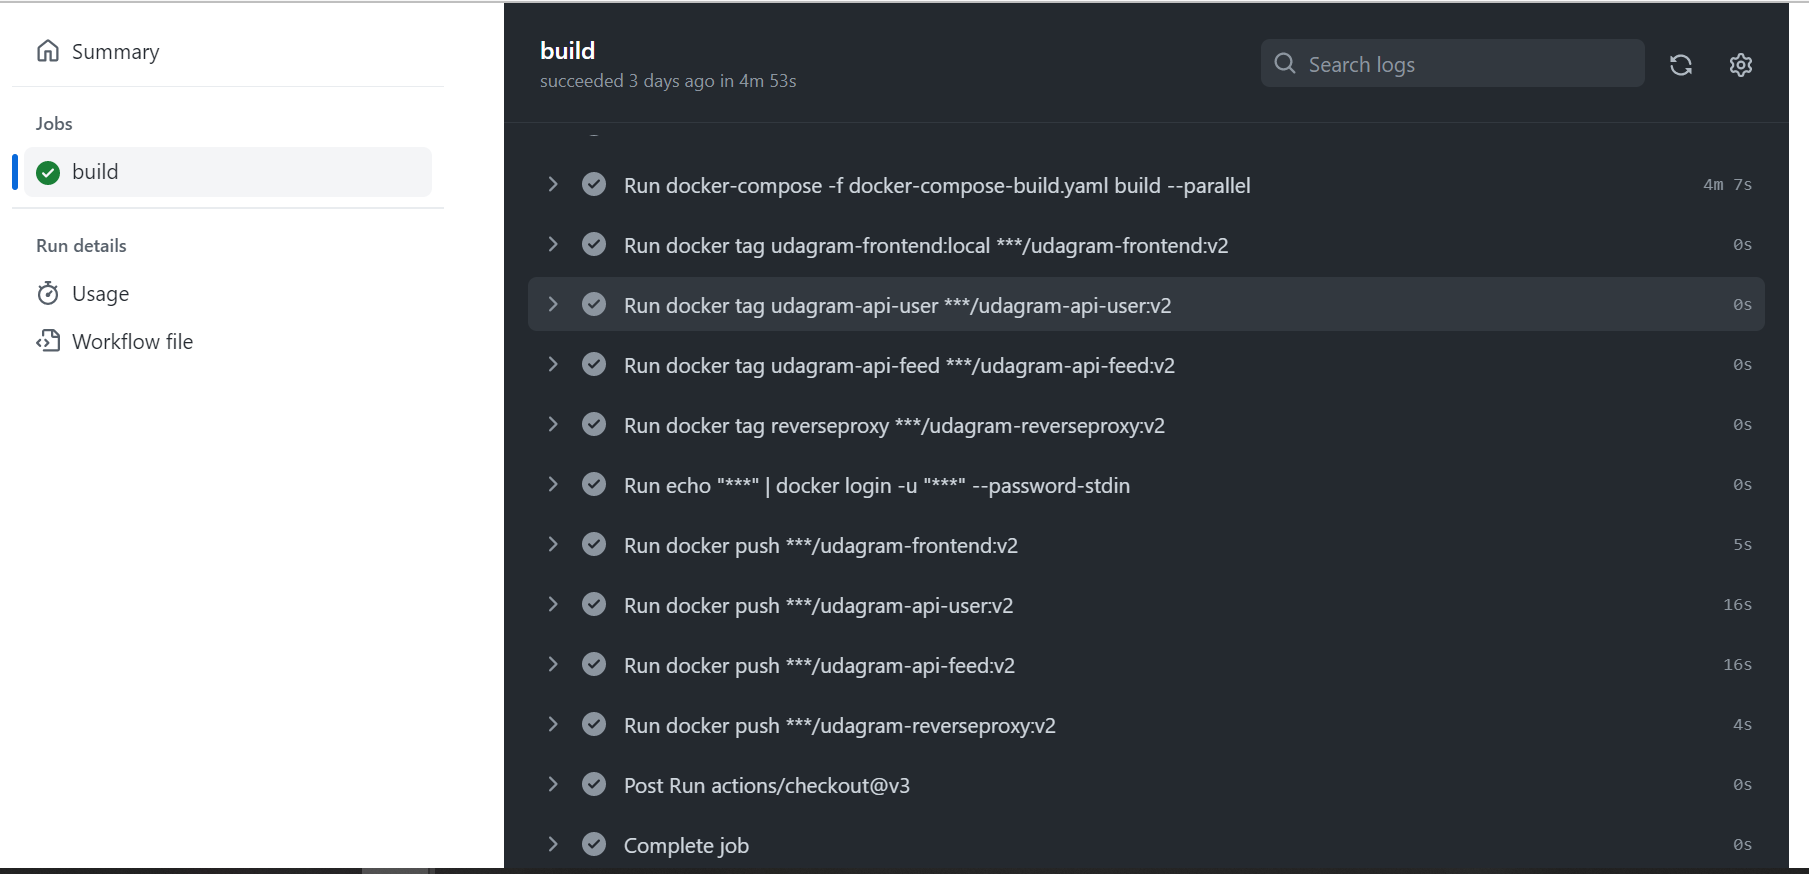 Summary
Jobs
build
Run details
Usage
Workflow file
build
succeeded 3 days ago in 4m 53s
Search logs
Run docker-compose -f docker-compose-build.yaml build --parallel 4m 7s
Run docker tag udagram-frontend:local ***/udagram-frontend:v2 0s
Run docker tag udagram-api-user ***/udagram-api-user:v2 0s
Run docker tag udagram-api-feed ***/udagram-api-feed:v2 0s
Run docker tag reverseproxy ***/udagram-reverseproxy:v2 0s
Run echo "***" | docker login -u "***" --password-stdin 0s
Run docker push ***/udagram-frontend:v2 5s
Run docker push ***/udagram-api-user:v2 16s
Run docker push ***/udagram-api-feed:v2 16s
Run docker push ***/udagram-reverseproxy:v2 4s
Post Run actions/checkout@v3 0s
Complete job 0s